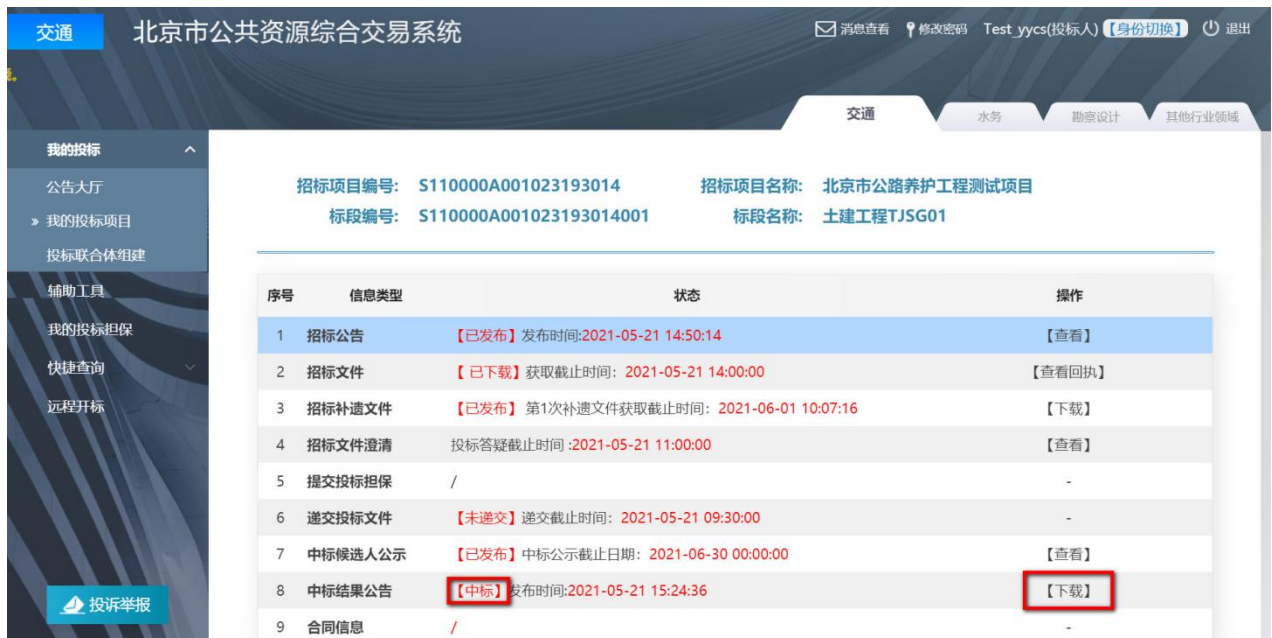 交通 北京市公共资源综合交易系统 消息查看 修改密码 Test_yycs(投标人)【身份切换】 退出
。
交通 水务 勘察设计 其他行业领域
我的投标
公告大厅
» 我的投标项目
投标联合体组建
辅助工具
我的投标担保
快捷查询
远程开标
投诉举报
招标项目编号: S110000A001023193014 招标项目名称: 北京市公路养护工程测试项目
标段编号: S110000A001023193014001 标段名称: 土建工程TJSG01
序号 信息类型 状态 操作
1 招标公告 【已发布】发布时间:2021-05-21 14:50:14 【查看】
2 招标文件 【 已下载】获取截止时间：2021-05-21 14:00:00 【查看回执】
3 招标补遗文件 【已发布】 第1次补遗文件获取截止时间：2021-06-01 10:07:16 【下载】
4 招标文件澄清 投标答疑截止时间 :2021-05-21 11:00:00 【查看】
5 提交投标担保 / -
6 递交投标文件 【未递交】递交截止时间：2021-05-21 09:30:00 -
7 中标候选人公示 【已发布】中标公示截止日期：2021-06-30 00:00:00 【查看】
8 中标结果公告 【中标】发布时间:2021-05-21 15:24:36 【下载】
9 合同信息 / -